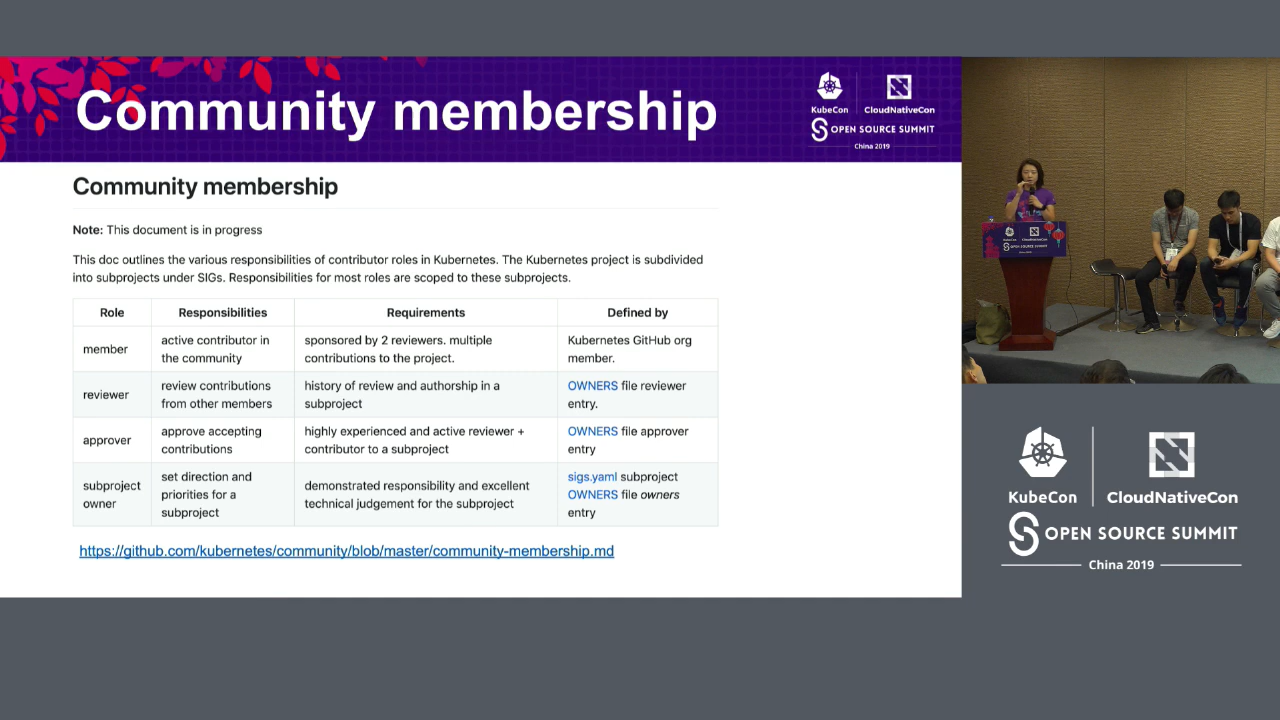 Community membership
KubeCon
CloudNativeCon
OPEN SOURCE SUMMIT
China 2019
Community membership
Note: This document is in progress
This doc outlines the various responsibilities of contributor roles in Kubernetes. The Kubernetes project is subdivided
into subprojects under SIGs. Responsibilities for most roles are scoped to these subprojects.
Role Responsibilities Requirements Defined by
member
active contributor in
the community
sponsored by 2 reviewers. multiple
contributions to the project.
Kubernetes GitHub org
member.
reviewer
review contributions
from other members
history of review and authorship in a
subproject
OWNERS file reviewer
entry.
approver
approve accepting
contributions
highly experienced and active reviewer +
contributor to a subproject
OWNERS file approver
entry
subproject
owner
set direction and
priorities for a
subproject
demonstrated responsibility and excellent
technical judgement for the subproject
sigs.yaml subproject
OWNERS file owners
entry
https://github.com/kubernetes/community/blob/master/community-membership.md
KubeCon
CloudNativeCon
OPEN SOURCE SUMMIT
KubeCon
CloudNativeCon
OPEN SOURCE SUMMIT
China 2019